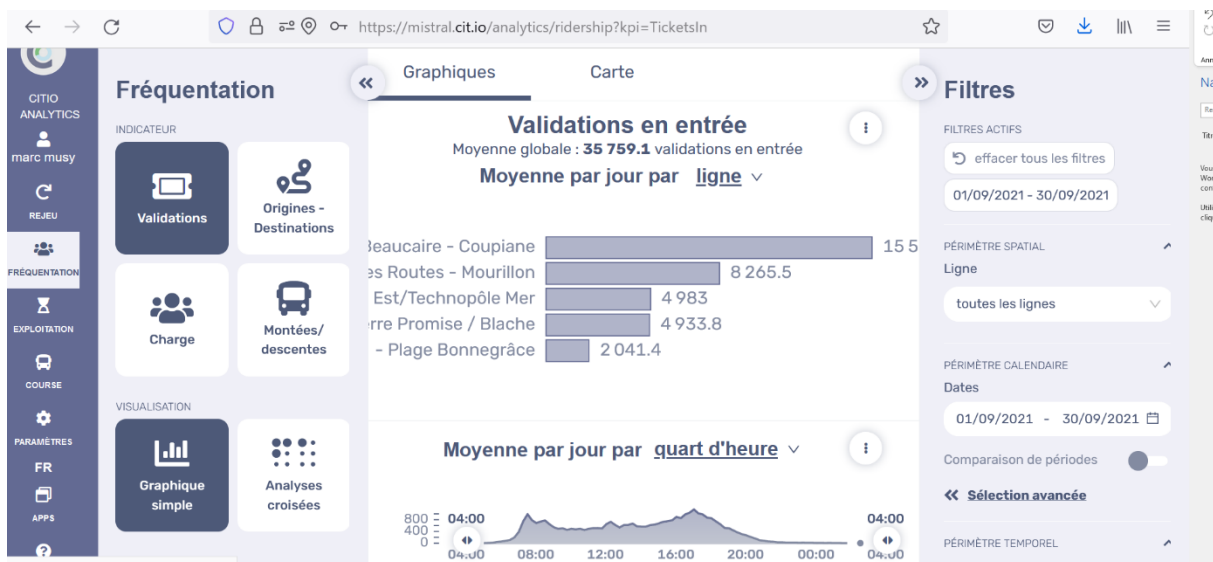 https://mistral.cit.io/analytics/ridership?kpi=TicketsIn
CITIO
ANALYTICS
marc musy
REJEU
FRÉQUENTATION
EXPLOITATION
COURSE
PARAMÈTRES
FR
APPS
Fréquentation
INDICATEUR
Validations
Origines -
Destinations
Charge
Montées/
descentes
VISUALISATION
Graphique
simple
Analyses
croisées
Graphiques
Carte
Validations en entrée
Moyenne globale : 35 759.1 validations en entrée
Moyenne par jour par ligne
Beaucaire - Coupiane 15 5
es Routes - Mourillon 8 265.5
Est/Technopôle Mer 4 983
rre Promise / Blache 4 933.8
- Plage Bonnegrâce 2 041.4
Moyenne par jour par quart d'heure
800
400
0
04:00 04:00
04:00 08:00 12:00 16:00 20:00 00:00 04:00
Filtres
FILTRES ACTIFS
effacer tous les filtres
01/09/2021 - 30/09/2021
PÉRIMÈTRE SPATIAL
Ligne
toutes les lignes
PÉRIMÈTRE CALENDAIRE
Dates
01/09/2021 - 30/09/2021
Comparaison de périodes
Sélection avancée
PÉRIMÈTRE TEMPOREL
Ann
Na
Titr
Vou